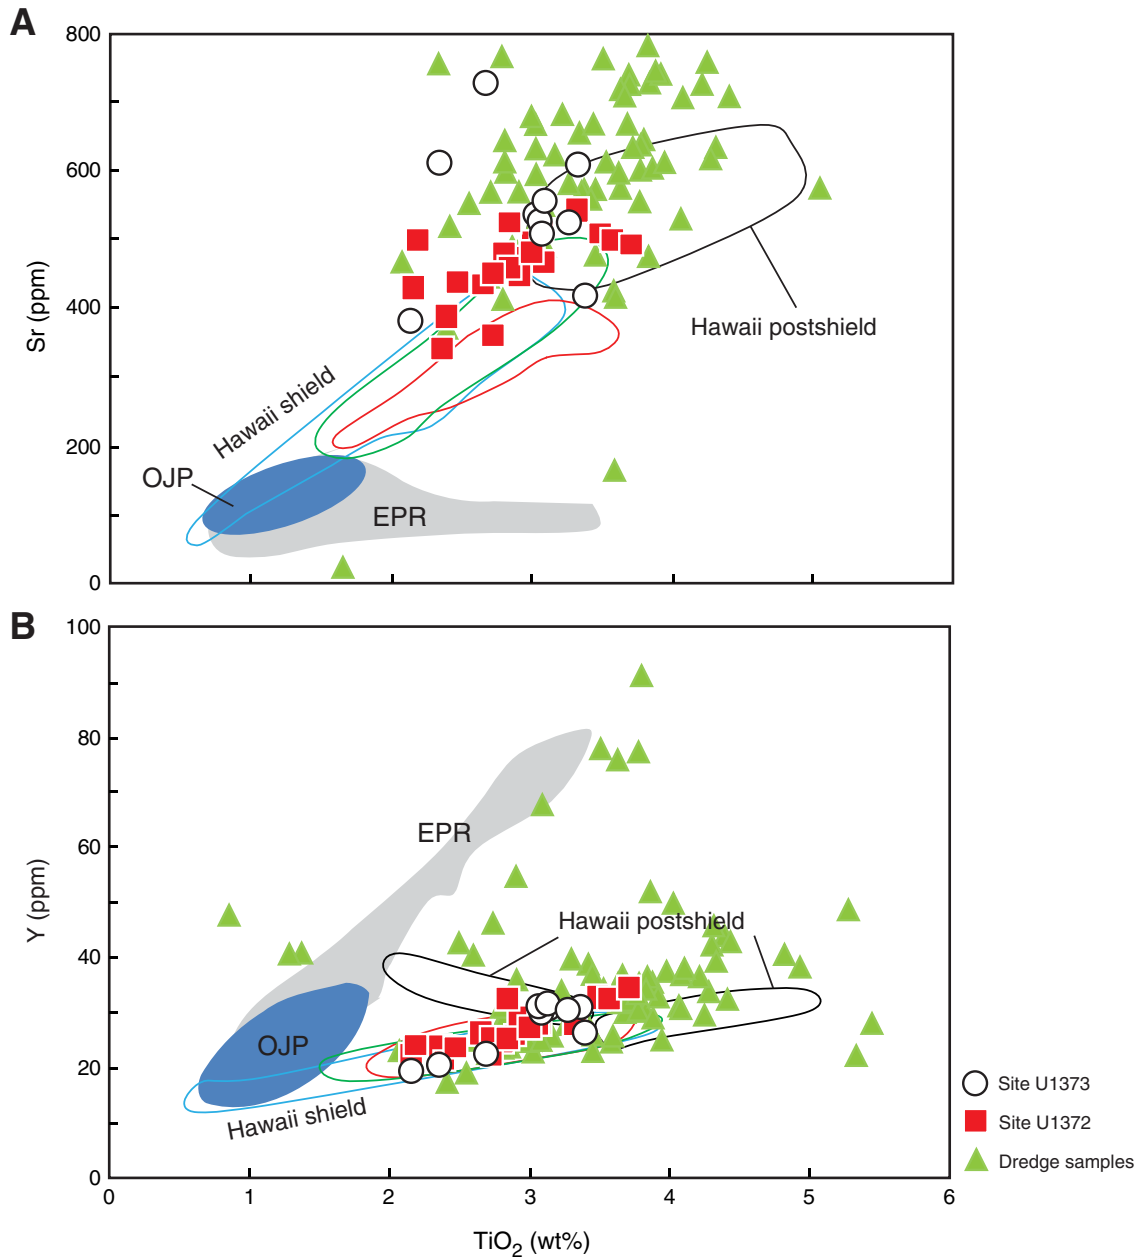 A
800
600
400
200
0
Sr (ppm)
Hawaii postshield
Hawaii shield
OJP
EPR
B
100
80
60
40
20
0
Y (ppm)
EPR
Hawaii postshield
OJP
Hawaii shield
0 1 2 3 4 5 6
TiO2 (wt%)
Site U1373
Site U1372
Dredge samples